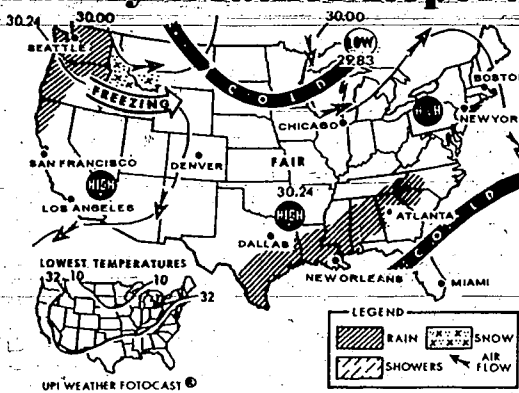 30.24
30.00
30.00
SEATTLE
LOW
29.83
COLD
FREEZING
BOSTON
HIGH
NEW YOR
CHICAGO
SAN FRANCISCO
DENVER
FAIR
HIGH
30.24
LOS ANGELES
HIGH
ATLANTA
DALLAS
COLD
LOWEST TEMPERATURES
NEW ORLEANS
MIAMI
32
10
10
32
LEGEND
RAIN
SNOW
SHOWERS
AIR
FLOW
UPI WEATHER FOTOCAST ®